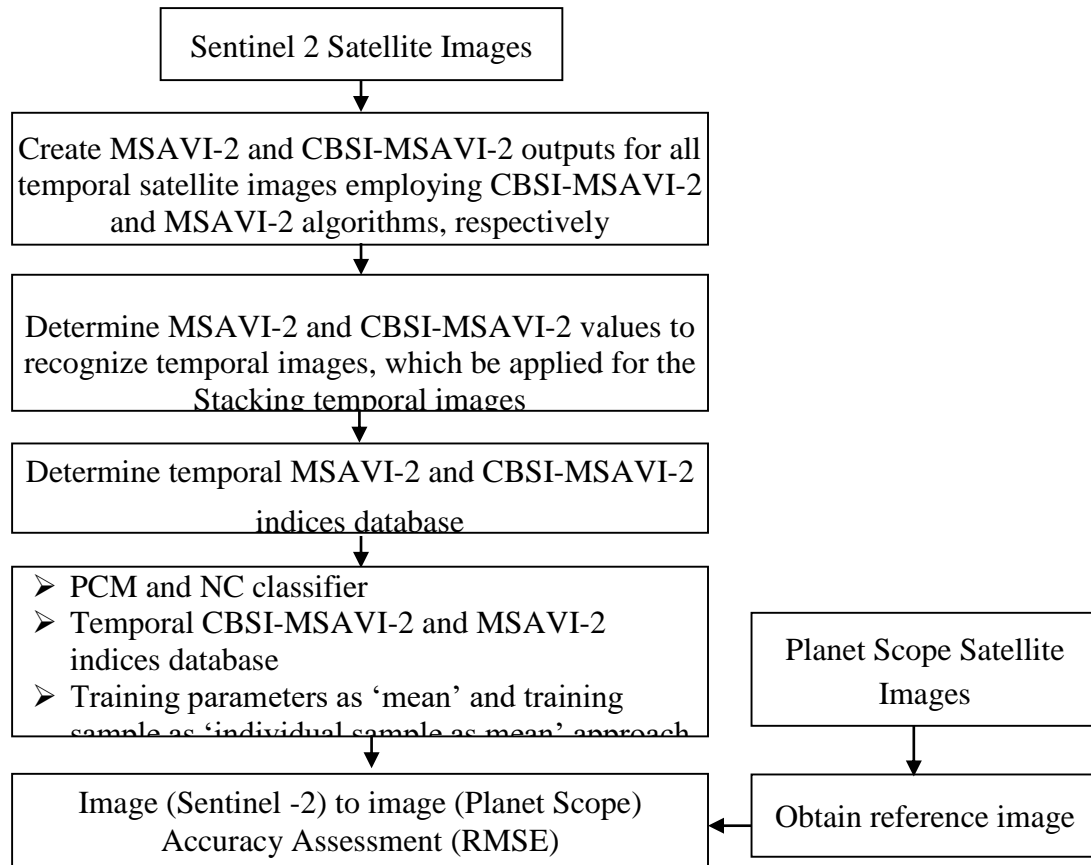 Sentinel 2 Satellite Images
Create MSAVI-2 and CBSI-MSAVI-2 outputs for all
temporal satellite images employing CBSI-MSAVI-2
and MSAVI-2 algorithms, respectively
Determine MSAVI-2 and CBSI-MSAVI-2 values to
recognize temporal images, which be applied for the
Stacking temporal images
Determine temporal MSAVI-2 and CBSI-MSAVI-2
indices database
➢ PCM and NC classifier
➢ Temporal CBSI-MSAVI-2 and MSAVI-2
indices database
➢ Training parameters as ‘mean’ and training
sample as ‘individual sample as mean’ approach
Planet Scope Satellite
Images
Obtain reference image
Image (Sentinel -2) to image (Planet Scope)
Accuracy Assessment (RMSE)